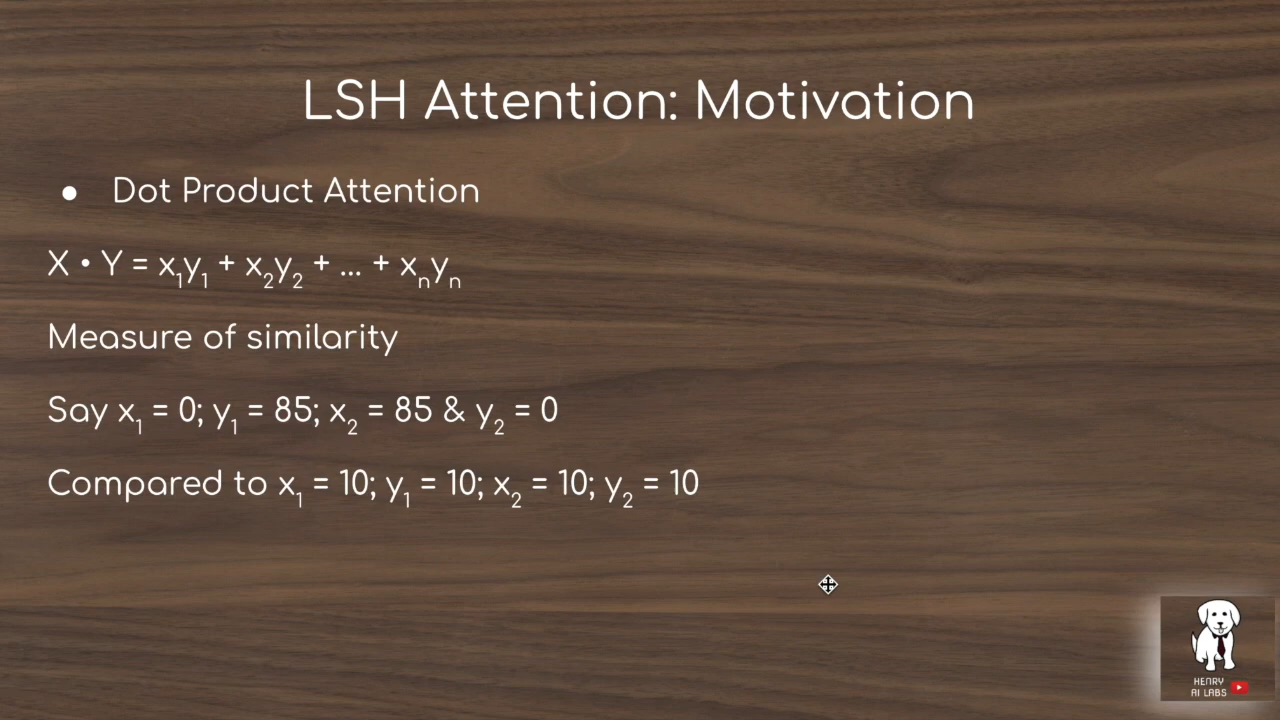 LSH Attention: Motivation
● Dot Product Attention
X • Y = x₁y₁ + x₂y₂ + ... + xₙyₙ
Measure of similarity
Say x₁ = 0; y₁ = 85; x₂ = 85 & y₂ = 0
Compared to x₁ = 10; y₁ = 10; x₂ = 10; y₂ = 10
HENRY
AI LABS